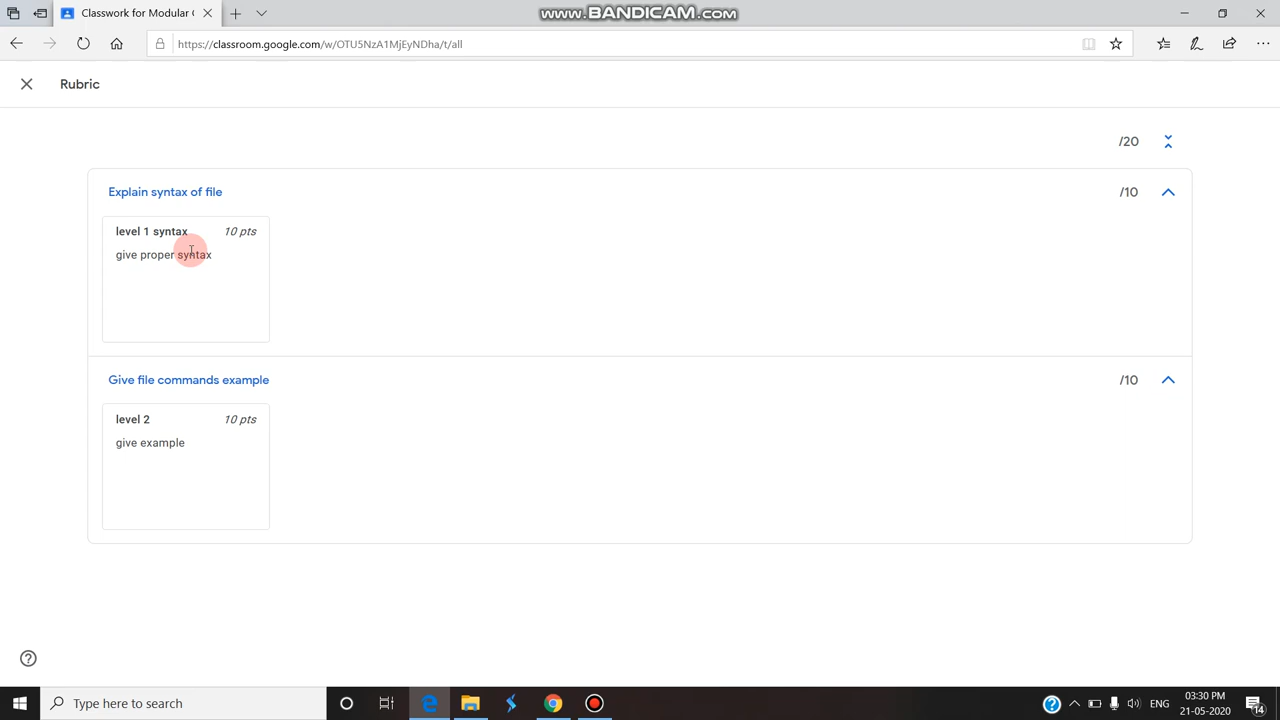 Classwork for Modular
www.BANDICAM.com
https://classroom.google.com/w/OTU5NzA1MjEyNDha/t/all
Rubric
/20
Explain syntax of file
/10
level 1 syntax
10 pts
give proper syntax
Give file commands example
/10
level 2
10 pts
give example
Type here to search
ENG
03:30 PM
21-05-2020
14